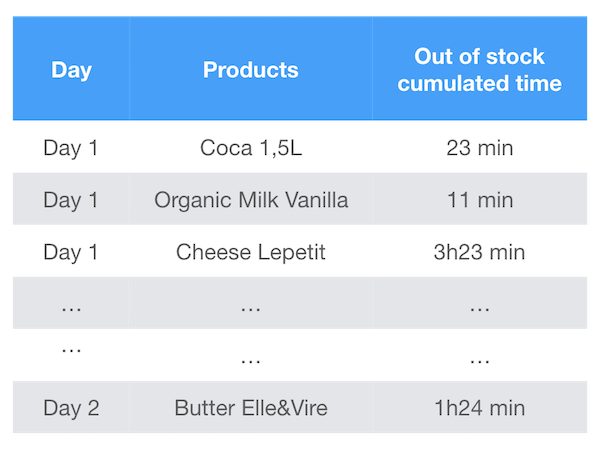 Day Products Out of stock cumulated time
Day 1 Coca 1,5L 23 min
Day 1 Organic Milk Vanilla 11 min
Day 1 Cheese Lepetit 3h23 min
… … …
… … …
Day 2 Butter Elle&Vire 1h24 min